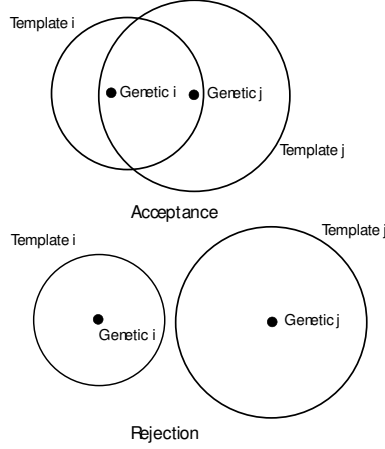 Template i
Genetic i
Genetic j
Template j
Acceptance
Template j
Template i
Genetic j
Genetic i
Rejection